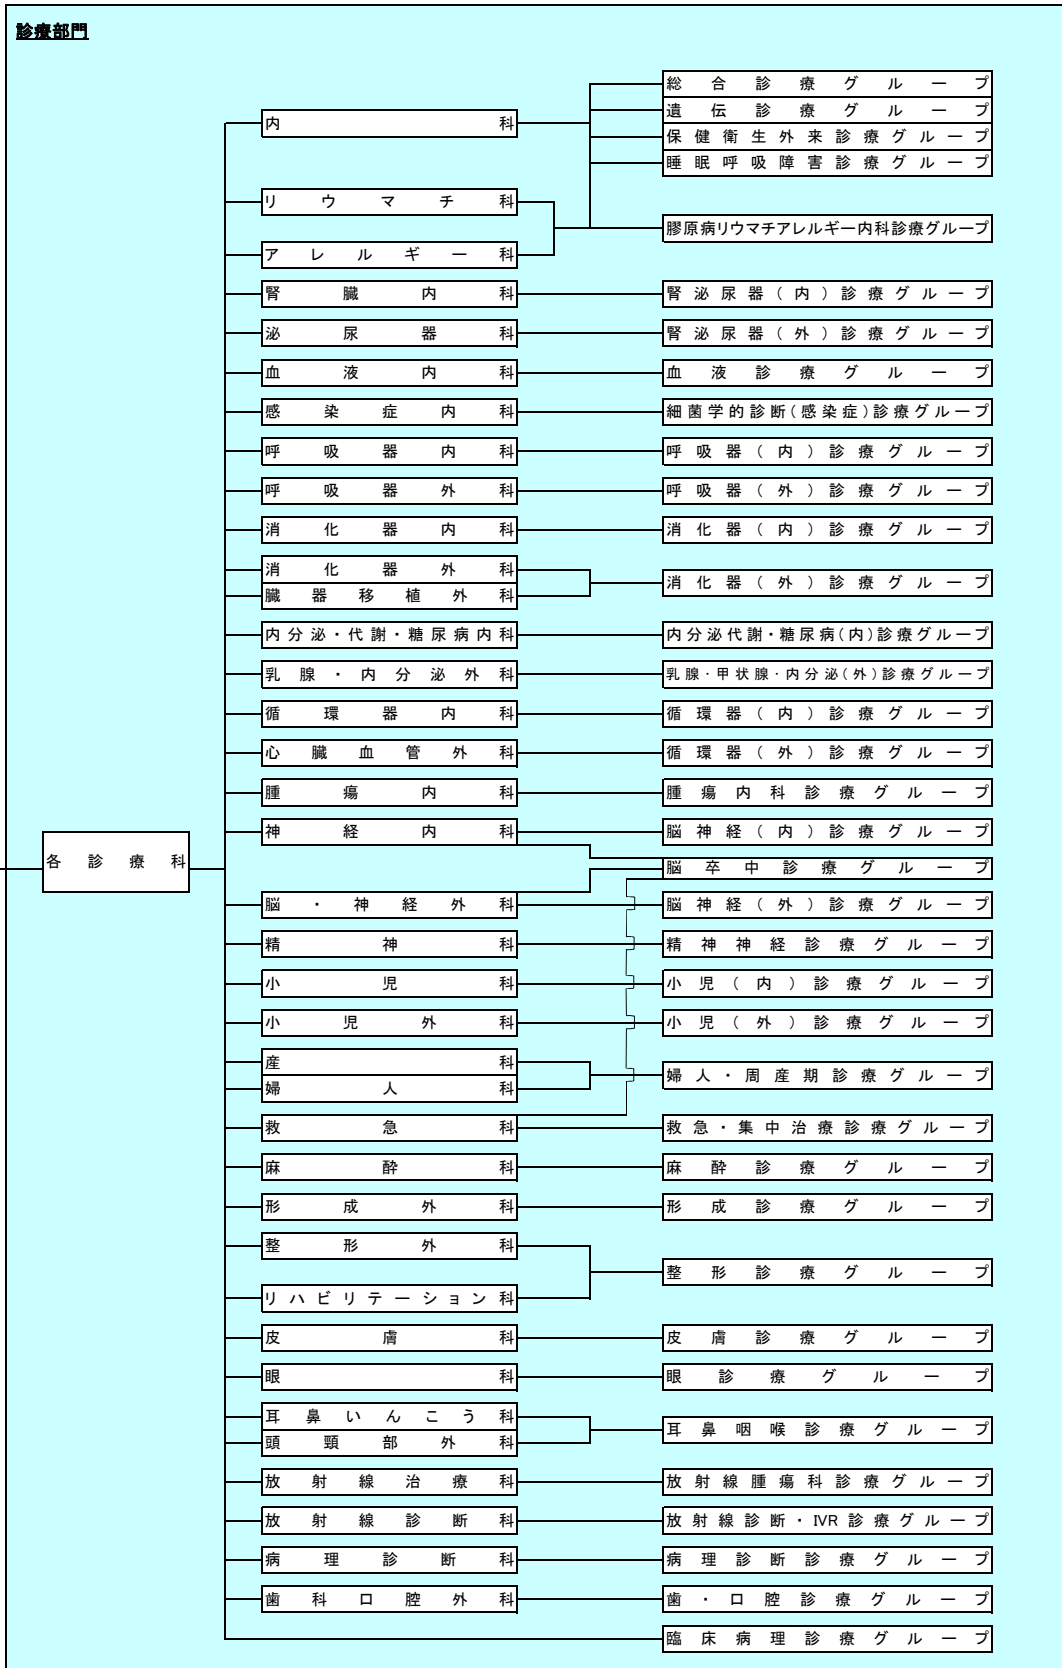 診療部門
総合診療グループ
遺伝診療グループ
内科
保健衛生外来診療グループ
睡眠呼吸障害診療グループ
リウマチ科
膠原病リウマチアレルギー内科診療グループ
アレルギー科
腎臓内科 腎泌尿器(内)診療グループ
泌尿器科 腎泌尿器(外)診療グループ
血液内科 血液診療グループ
感染症内科 細菌学的診断(感染症)診療グループ
呼吸器内科 呼吸器(内)診療グループ
呼吸器外科 呼吸器(外)診療グループ
消化器内科 消化器(内)診療グループ
消化器外科
消化器(外)診療グループ
臓器移植外科
内分泌・代謝・糖尿病内科 内分泌代謝・糖尿病(内)診療グループ
乳腺・内分泌外科 乳腺・甲状腺・内分泌(外)診療グループ
循環器内科 循環器(内)診療グループ
心臓血管外科 循環器(外)診療グループ
腫瘍内科 腫瘍内科診療グループ
神経内科 脳神経(内)診療グループ
各診療科
脳卒中診療グループ
脳・神経外科 脳神経(外)診療グループ
精神科 精神神経診療グループ
小児科 小児(内)診療グループ
小児外科 小児(外)診療グループ
産科
婦人・周産期診療グループ
婦人科
救急科 救急・集中治療診療グループ
麻酔科 麻酔診療グループ
形成外科 形成診療グループ
整形外科
整形診療グループ
リハビリテーション科
皮膚科 皮膚診療グループ
眼科 眼診療グループ
耳鼻いんこう科
耳鼻咽喉診療グループ
頭頸部外科
放射線治療科 放射線腫瘍科診療グループ
放射線診断科 放射線診断・IVR診療グループ
病理診断科 病理診断診療グループ
歯科口腔外科 歯・口腔診療グループ
臨床病理診療グループ